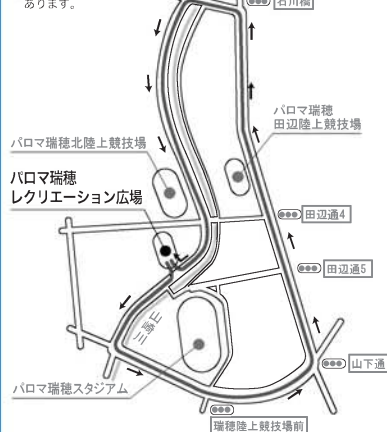 あります。
石川橋
パロマ瑞穂
田辺陸上競技場
パロマ瑞穂北陸上競技場
パロマ瑞穂
レクリエーション広場
田辺通4
田辺通5
山崎川
山下通
パロマ瑞穂スタジアム
瑞穂陸上競技場前